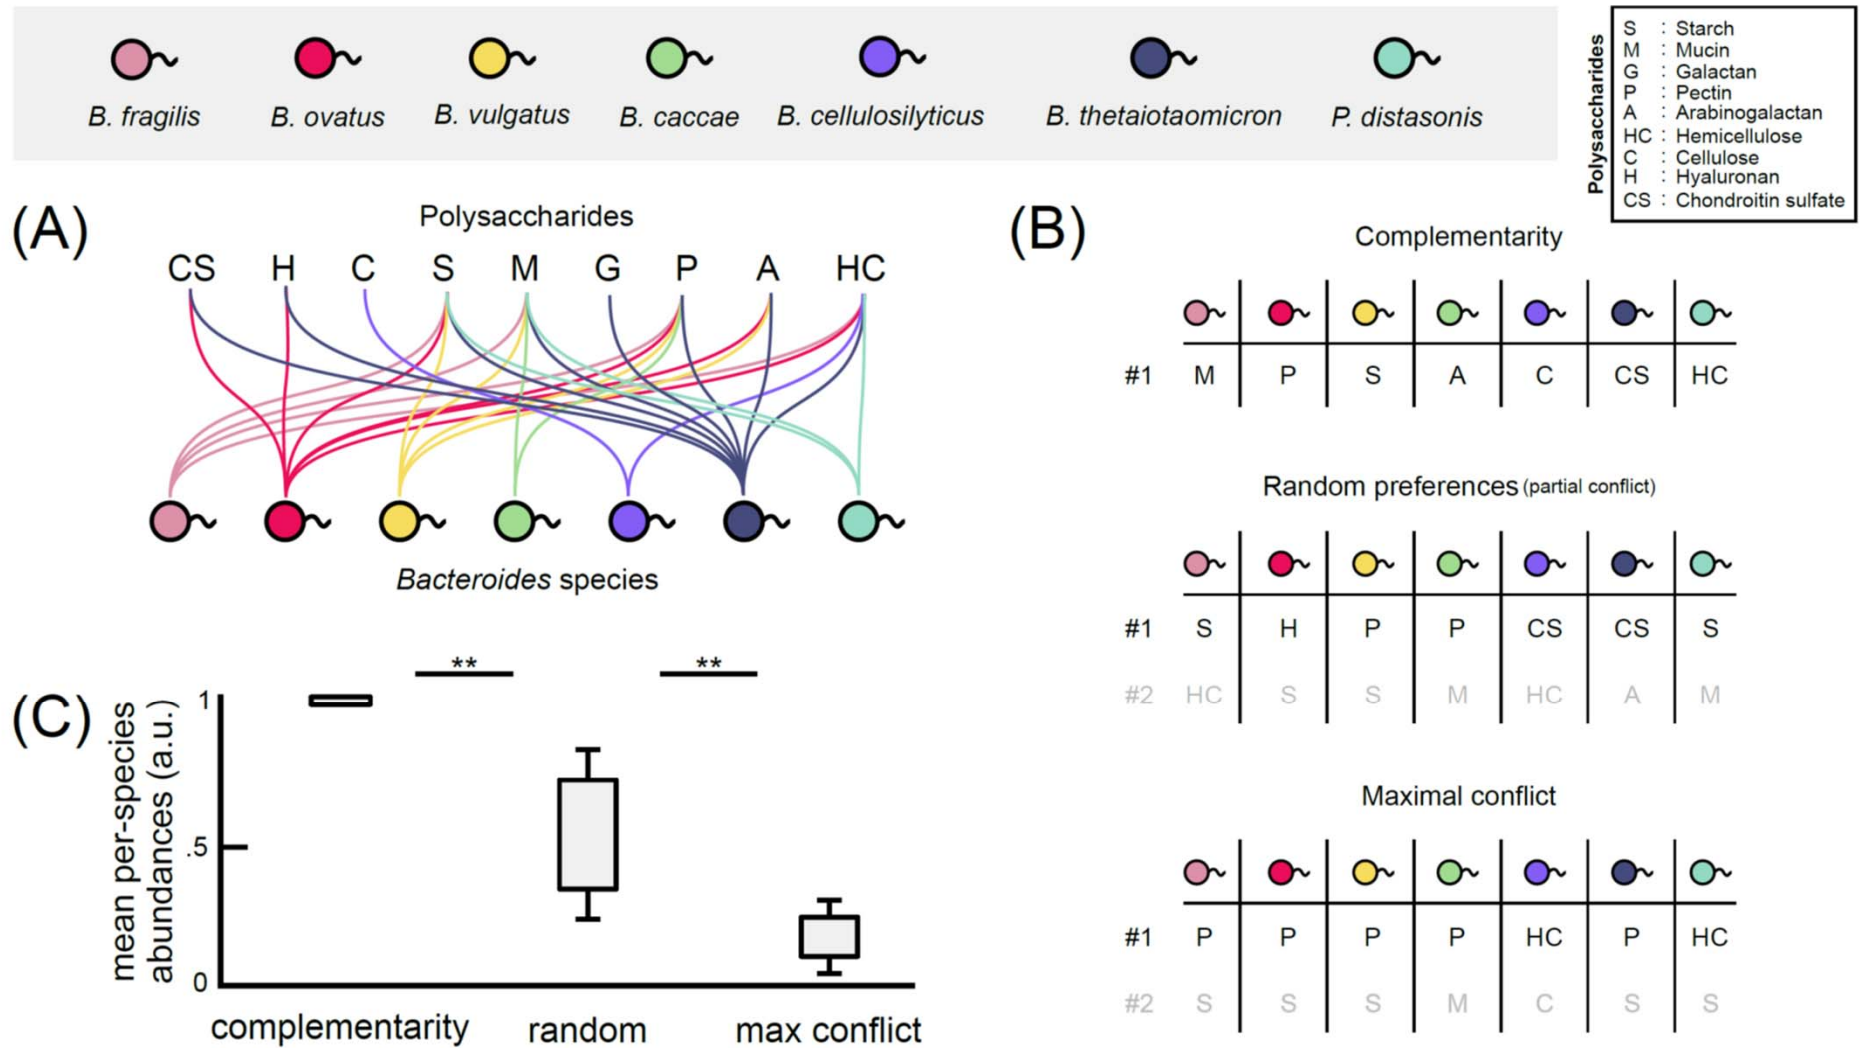 B. fragilis B. ovatus B. vulgatus B. caccae B. cellulosilyticus B. thetaiotaomicron P. distasonis
Polysaccharides
S : Starch
M : Mucin
G : Galactan
P : Pectin
A : Arabinogalactan
HC : Hemicellulose
C : Cellulose
H : Hyaluronan
CS : Chondroitin sulfate
(A)
Polysaccharides
CS H C S M G P A HC
Bacteroides species
(B)
Complementarity
#1 M P S A C CS HC
Random preferences (partial conflict)
#1 S H P P CS CS S
#2 HC S S M HC A M
Maximal conflict
#1 P P P P HC P HC
#2 S S S M C S S
(C)
mean per-species
abundances (a.u.)
** **
1
.5
0
complementarity random max conflict